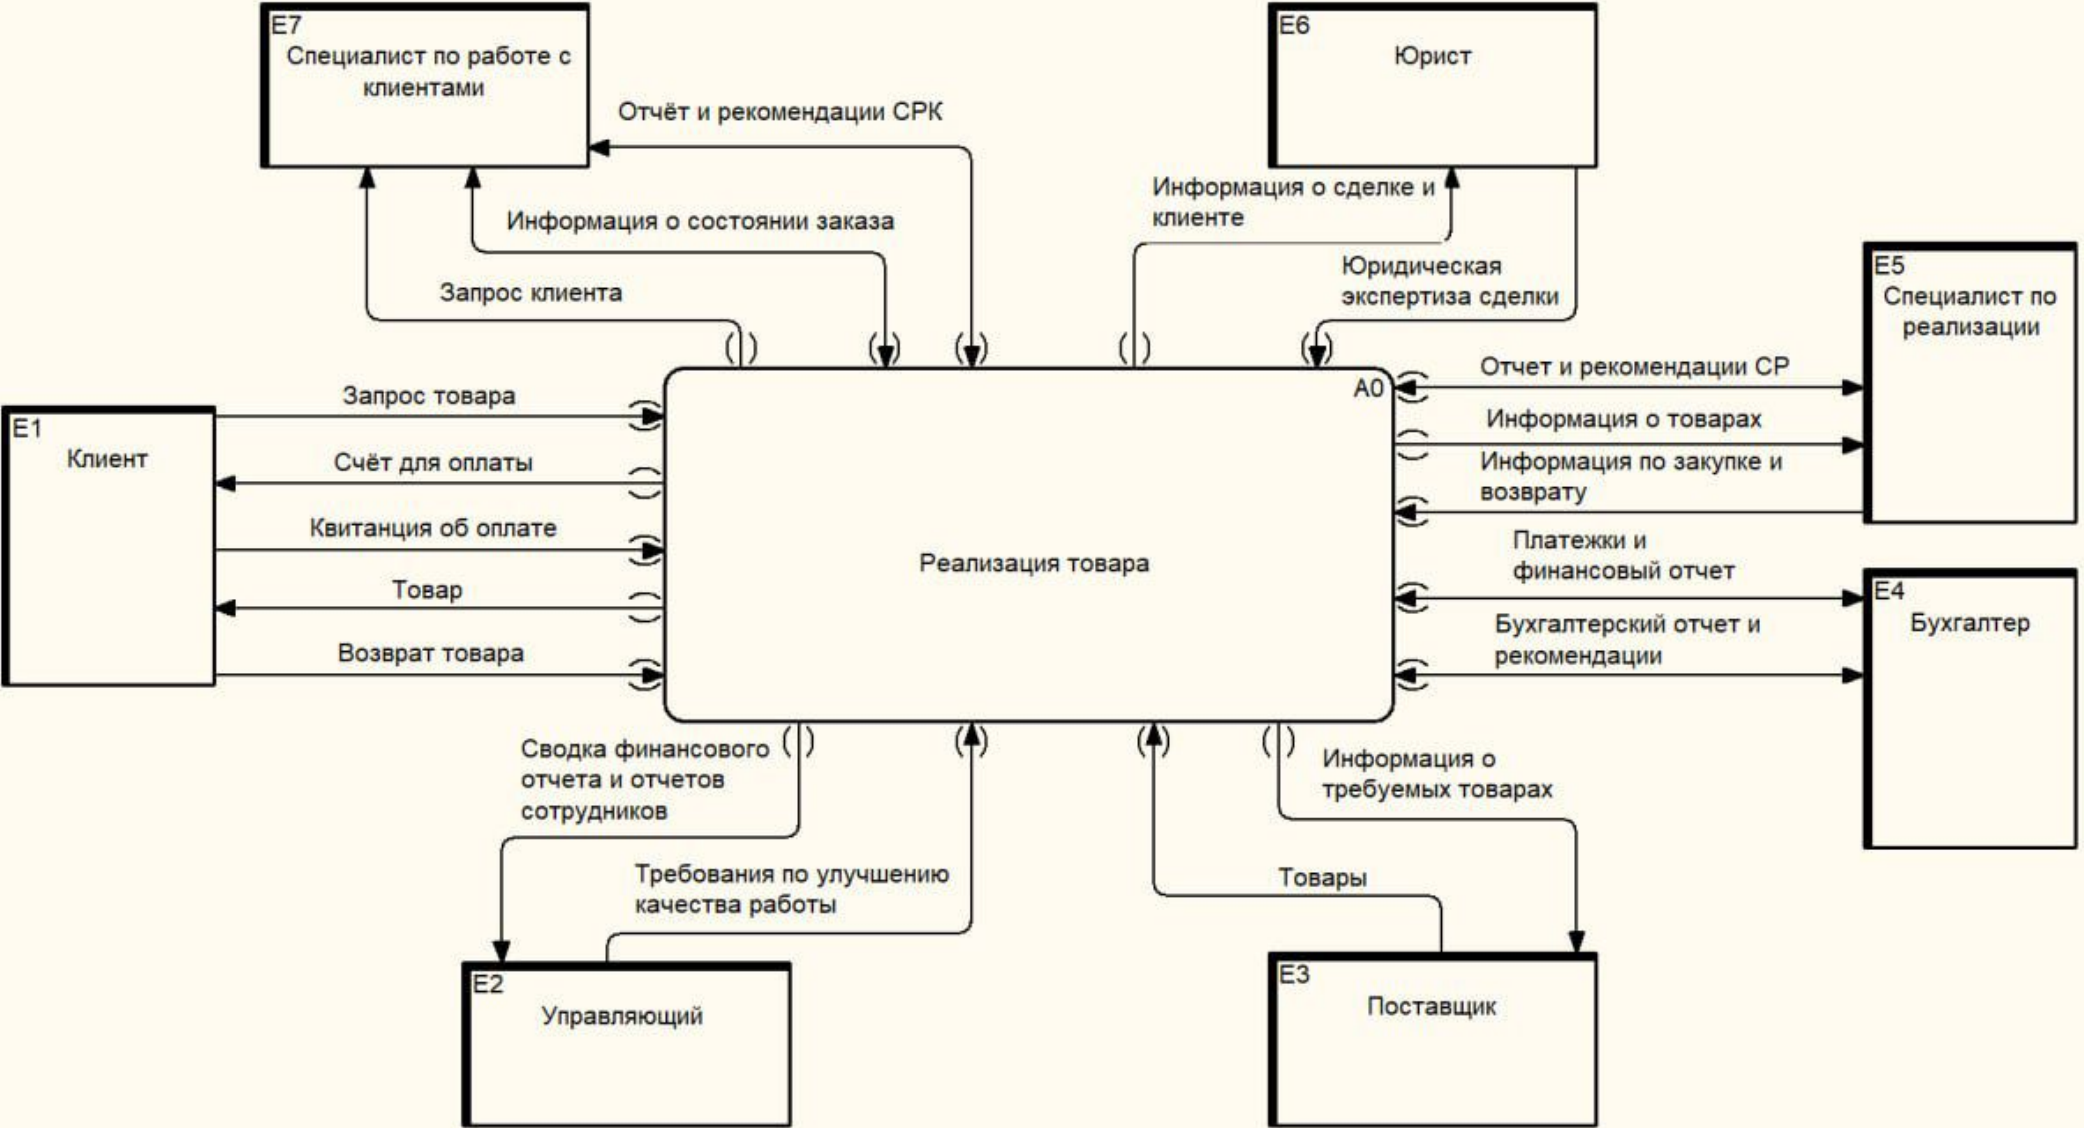 E7
Специалист по работе с
клиентами
E6
Юрист
Отчёт и рекомендации СРК
Информация о сделке и
клиенте
Информация о состоянии заказа
Запрос клиента
Юридическая
экспертиза сделки
E5
Специалист по
реализации
Отчет и рекомендации СР
Информация о товарах
Информация по закупке и
возврату
E1
Клиент
Запрос товара
Счёт для оплаты
Квитанция об оплате
Товар
Возврат товара
A0
Реализация товара
Платежки и
финансовый отчет
Бухгалтерский отчет и
рекомендации
E4
Бухгалтер
Сводка финансового
отчета и отчетов
сотрудников
Требования по улучшению
качества работы
Информация о
требуемых товарах
Товары
E2
Управляющий
E3
Поставщик